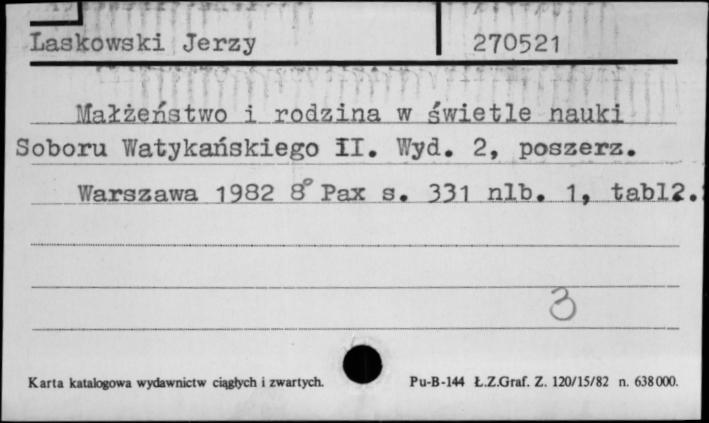 Laskowski Jerzy 270521
Małżeństwo i rodzina w świetle nauki
Soboru Watykańskiego II. Wyd. 2, poszerz.
Warszawa 1982 8° Pax s. 331 nlb. 1, tabl2.
3
Karta katalogowa wydawnictw ciągłych i zwartych. Pu-B-144 Ł.Z.Graf. Z. 120/15/82 n. 638000.